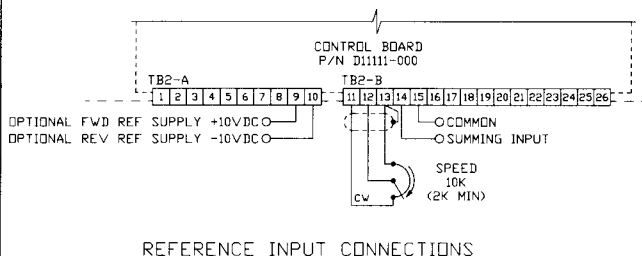 CONTROL BOARD
P/N D11111-000
TB2-A
TB2-B
1 2 3 4 5 6 7 8 9 10
11 12 13 14 15 16 17 18 19 20 21 22 23 24 25 26
OPTIONAL FWD REF SUPPLY +10VDC
OPTIONAL REV REF SUPPLY -10VDC
COMMON
SUMMING INPUT
SPEED
10K
(2K MIN)
CW
REFERENCE INPUT CONNECTIONS